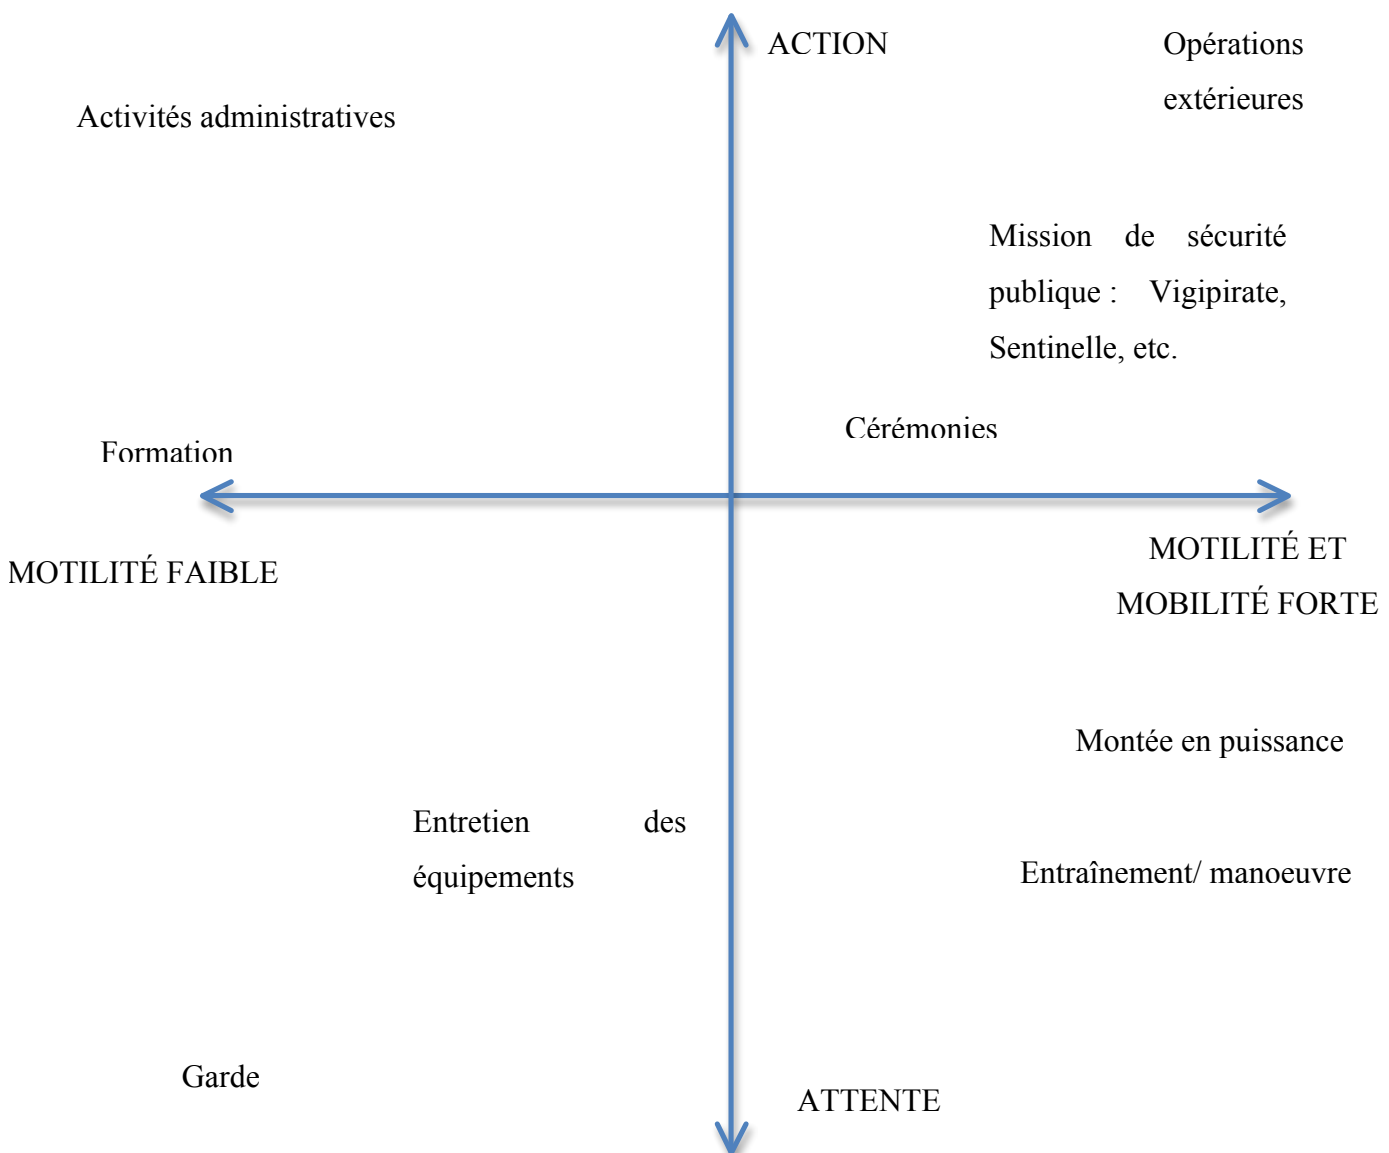 ACTION
Opérations
extérieures
Activités administratives
Mission de sécurité
publique : Vigipirate,
Sentinelle, etc.
Cérémonies
Formation
MOTILITÉ FAIBLE
MOTILITÉ ET
MOBILITÉ FORTE
Montée en puissance
Entretien des
équipements
Entraînement/ manoeuvre
Garde
ATTENTE